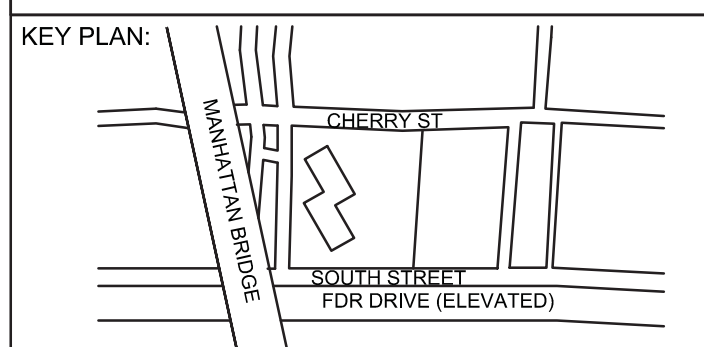 KEY PLAN:
CHERRY ST
MANHATTAN BRIDGE
SOUTH STREET
FDR DRIVE (ELEVATED)